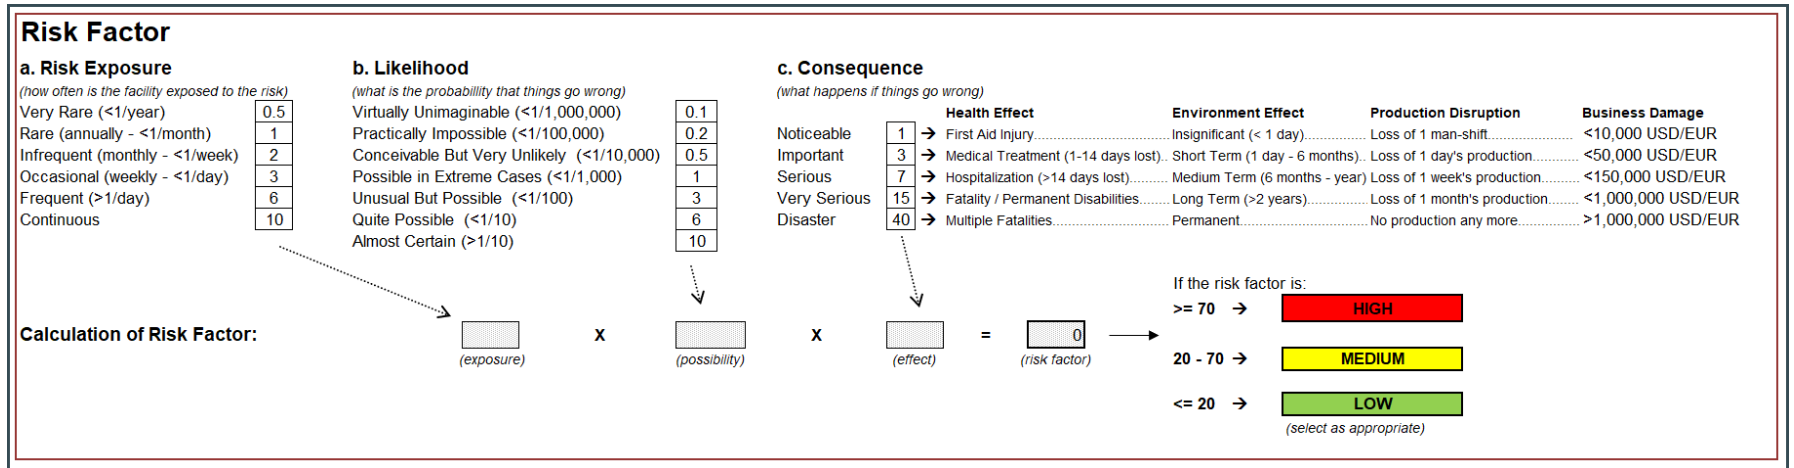 Risk Factor
a. Risk Exposure b. Likelihood c. Consequence
(how often is the facility exposed to the risk) (what is the probabilility that things go wrong) (what happens if things go wrong)
Very Rare (<1/year) 0.5 Virtually Unimaginable (<1/1,000,000) 0.1 Health Effect Environment Effect Production Disruption Business Damage
Rare (annually - <1/month) 1 Practically Impossible (<1/100,000) 0.2 Noticeable 1 → First Aid Injury.............................. Insignificant (< 1 day)................ Loss of 1 man-shift...................... <10,000 USD/EUR
Infrequent (monthly - <1/week) 2 Conceivable But Very Unlikely (<1/10,000) 0.5 Important 3 → Medical Treatment (1-14 days lost).. Short Term (1 day - 6 months).. Loss of 1 day's production............ <50,000 USD/EUR
Occasional (weekly - <1/day) 3 Possible in Extreme Cases (<1/1,000) 1 Serious 7 → Hospitalization (>14 days lost)......... Medium Term (6 months - year) Loss of 1 week's production......... <150,000 USD/EUR
Frequent (>1/day) 6 Unusual But Possible (<1/100) 3 Very Serious 15 → Fatality / Permanent Disabilities....... Long Term (>2 years)............... Loss of 1 month's production........ <1,000,000 USD/EUR
Continuous 10 Quite Possible (<1/10) 6 Disaster 40 → Multiple Fatalities........................... Permanent............................... No production any more............... >1,000,000 USD/EUR
Almost Certain (>1/10) 10
If the risk factor is:
>= 70 → HIGH
Calculation of Risk Factor: X X = 0
(exposure) (possibility) (effect) (risk factor)
20 - 70 → MEDIUM
<= 20 → LOW
(select as appropriate)